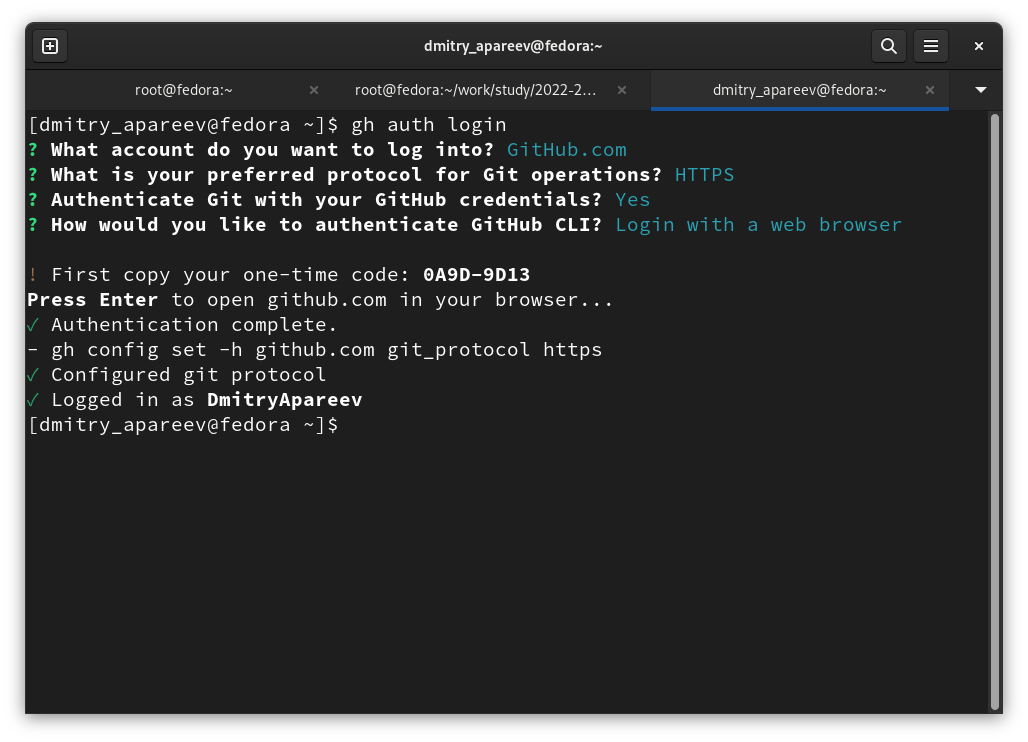 dmitry_apareev@fedora:~
root@fedora:~ root@fedora:~/work/study/2022-2... dmitry_apareev@fedora:~
[dmitry_apareev@fedora ~]$ gh auth login
? What account do you want to log into? GitHub.com
? What is your preferred protocol for Git operations? HTTPS
? Authenticate Git with your GitHub credentials? Yes
? How would you like to authenticate GitHub CLI? Login with a web browser
! First copy your one-time code: 0A9D-9D13
Press Enter to open github.com in your browser...
✓ Authentication complete.
- gh config set -h github.com git_protocol https
✓ Configured git protocol
✓ Logged in as DmitryApareev
[dmitry_apareev@fedora ~]$